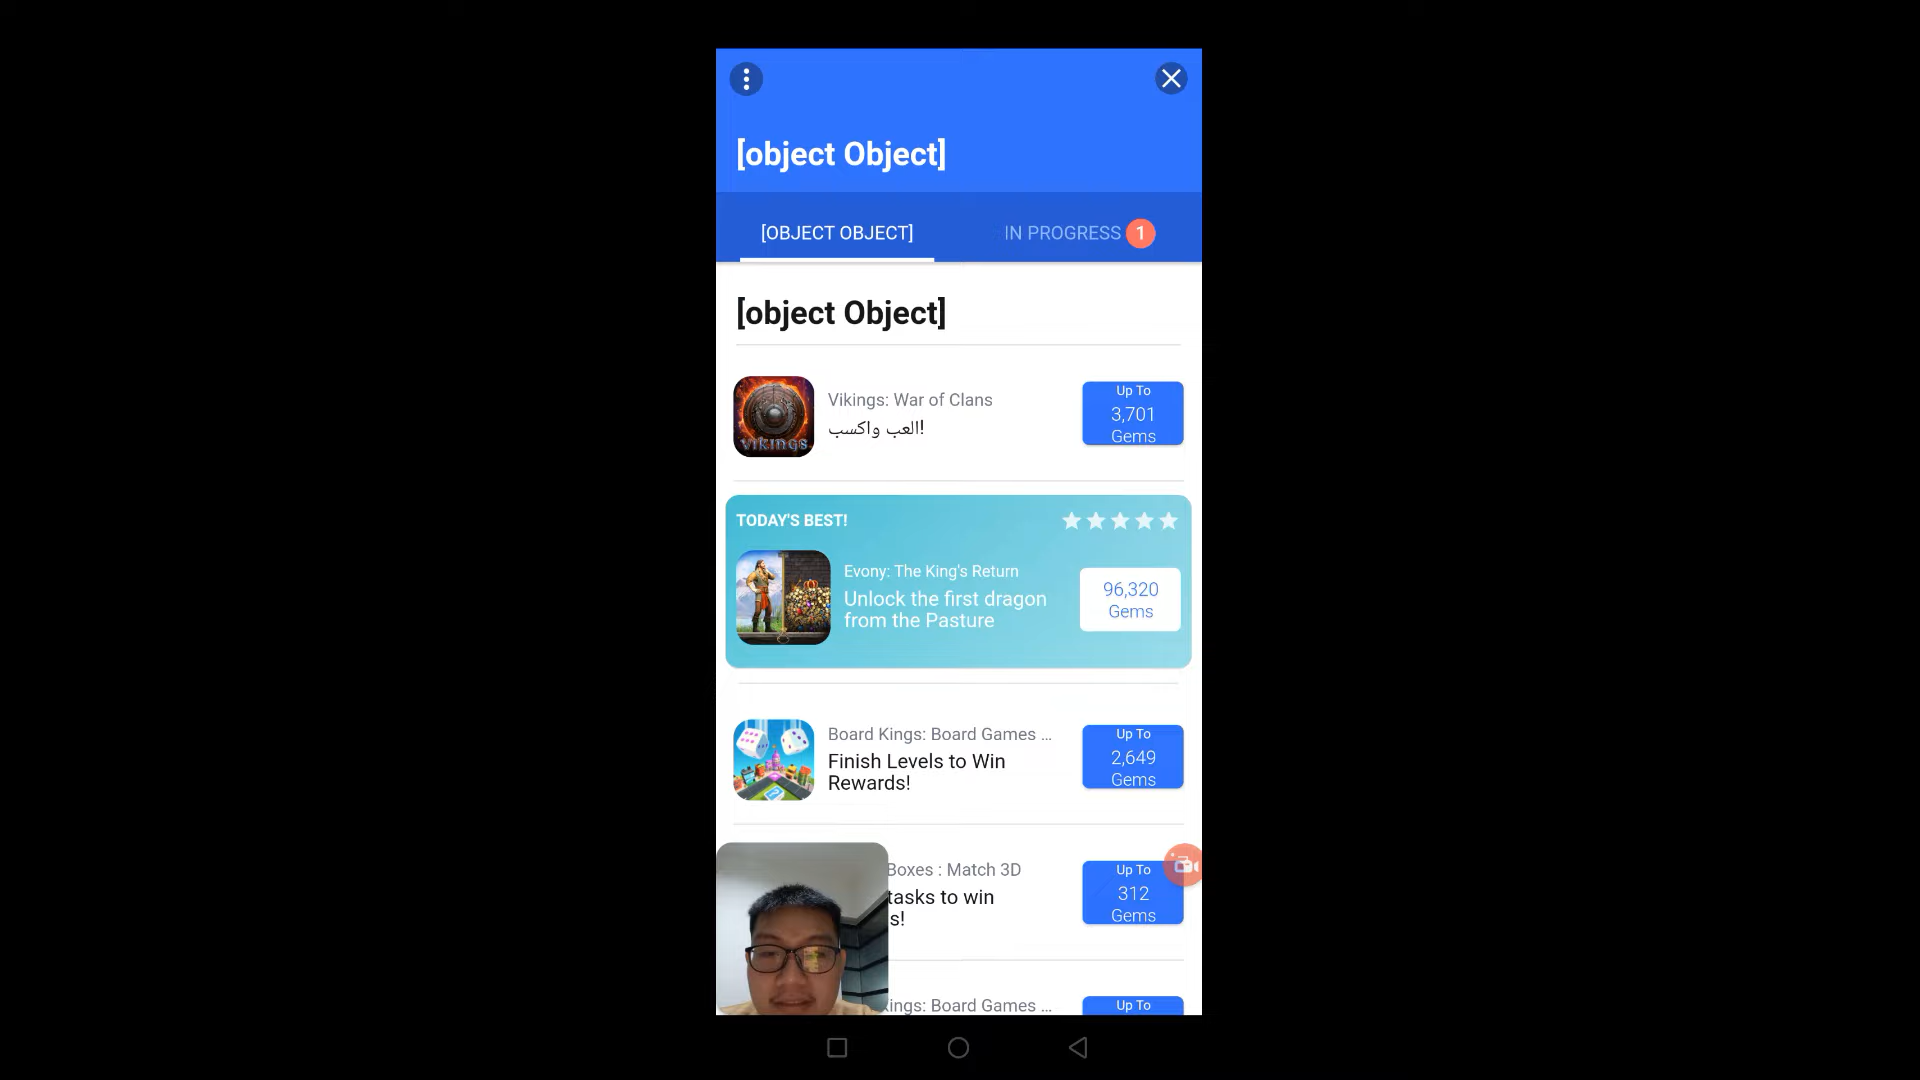 [object Object]
[OBJECT OBJECT]
IN PROGRESS 1
[object Object]
VIKINGS
Vikings: War of Clans
العب واكسب!
Up To
3,701
Gems
TODAY'S BEST!
Evony: The King's Return
Unlock the first dragon
from the Pasture
96,320
Gems
Board Kings: Board Games ...
Finish Levels to Win
Rewards!
Up To
2,649
Gems
Boxes : Match 3D
tasks to win
s!
Up To
312
Gems
ings: Board Games ...
Up To